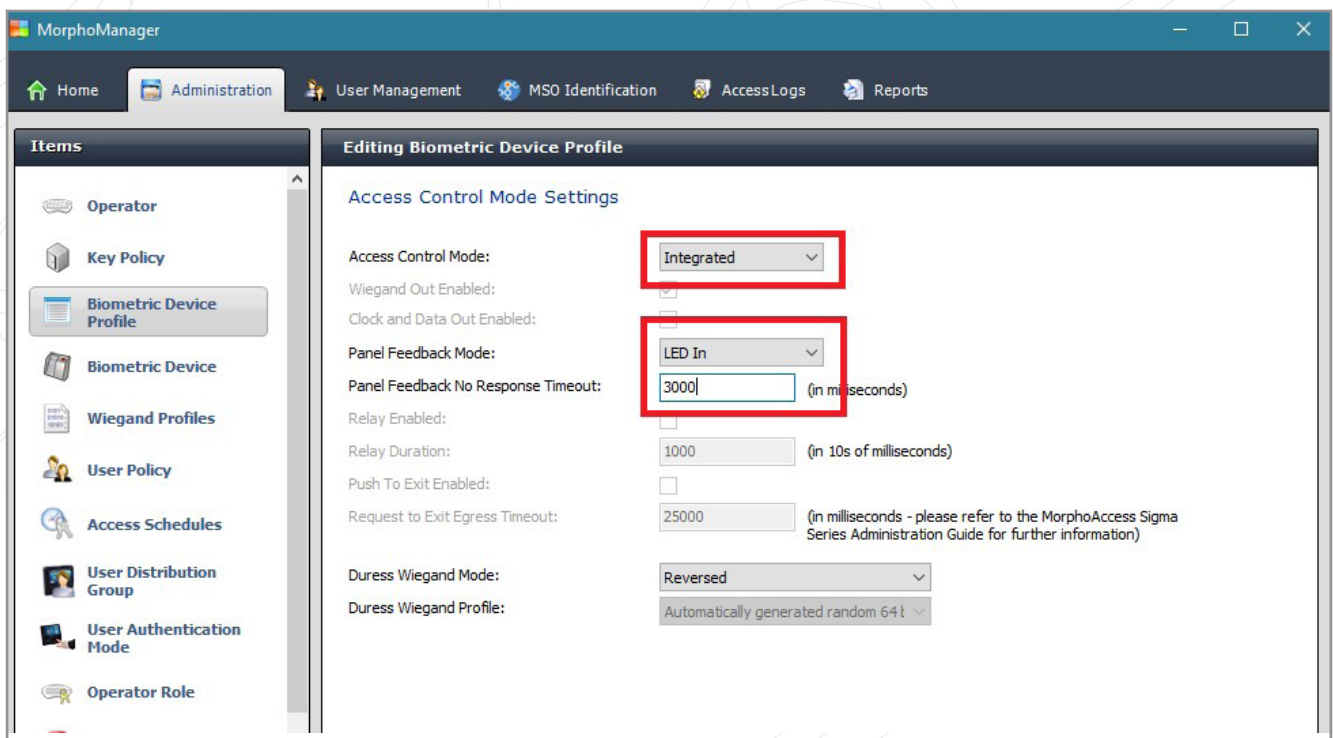 MorphoManager
Home
Administration
User Management
MSO Identification
AccessLogs
Reports
Items
Operator
Key Policy
Biometric Device
Profile
Biometric Device
Wiegand Profiles
User Policy
Access Schedules
User Distribution
Group
User Authentication
Mode
Operator Role
Editing Biometric Device Profile
Access Control Mode Settings
Access Control Mode: Integrated
Wiegand Out Enabled:
Clock and Data Out Enabled:
Panel Feedback Mode: LED In
Panel Feedback No Response Timeout: 3000 (in milliseconds)
Relay Enabled:
Relay Duration: 1000 (in 10s of milliseconds)
Push To Exit Enabled:
Request to Exit Egress Timeout: 25000 (in milliseconds - please refer to the MorphoAccess Sigma
Series Administration Guide for further information)
Duress Wiegand Mode: Reversed
Duress Wiegand Profile: Automatically generated random 64